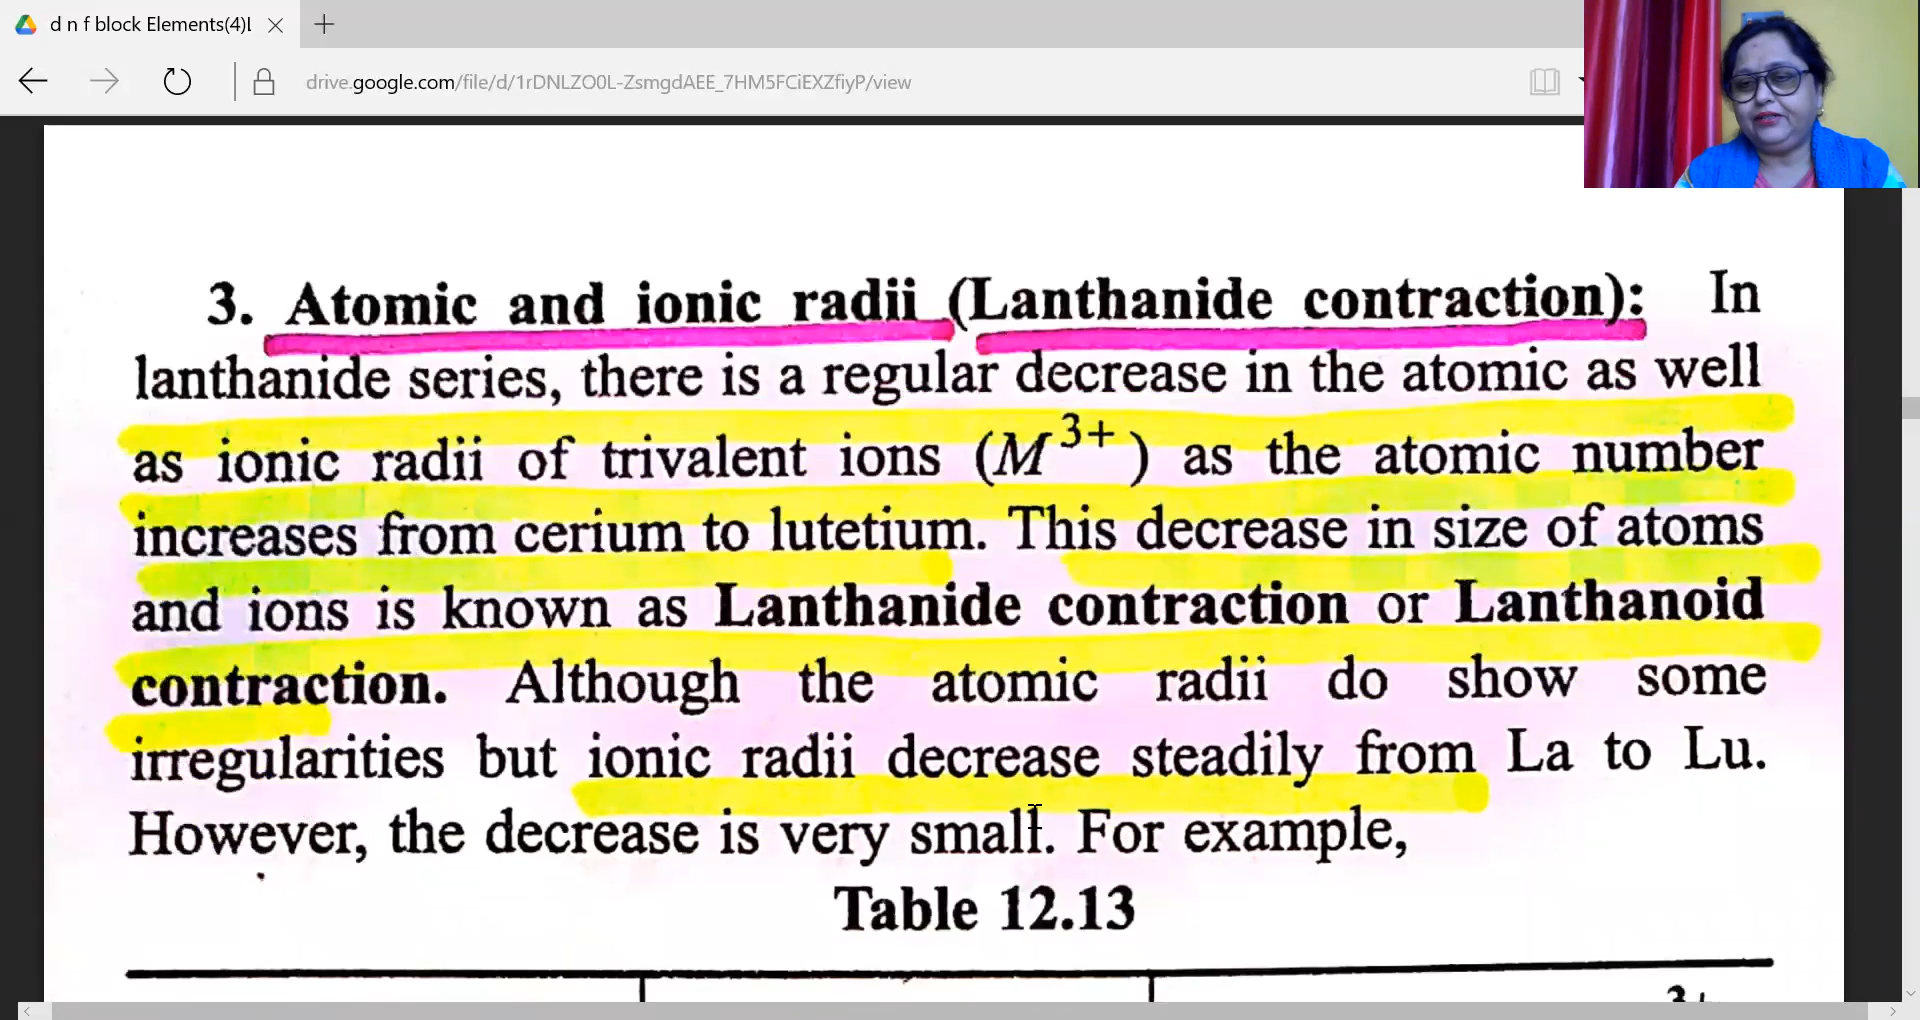 d n f block Elements(4)L
drive.google.com/file/d/1rDNLZO0L-ZsmgdAEE_7HM5FCiEXZfiyP/view
3. Atomic and ionic radii (Lanthanide contraction): In
lanthanide series, there is a regular decrease in the atomic as well
as ionic radii of trivalent ions (M3+) as the atomic number
increases from cerium to lutetium. This decrease in size of atoms
and ions is known as Lanthanide contraction or Lanthanoid
contraction. Although the atomic radii do show some
irregularities but ionic radii decrease steadily from La to Lu.
However, the decrease is very small. For example,
Table 12.13